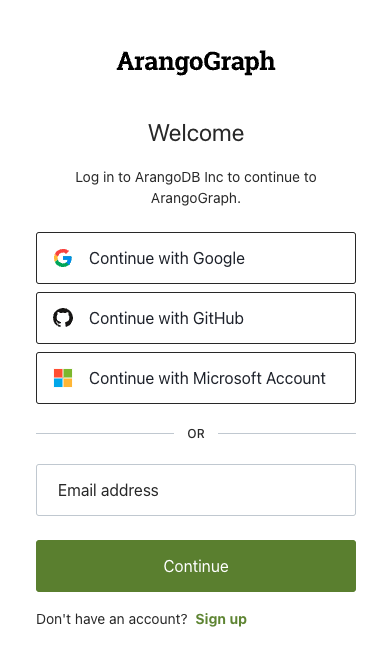 ArangoGraph
Welcome
Log in to ArangoDB Inc to continue to
ArangoGraph.
Continue with Google
Continue with GitHub
Continue with Microsoft Account
OR
Email address
Continue
Don't have an account? Sign up